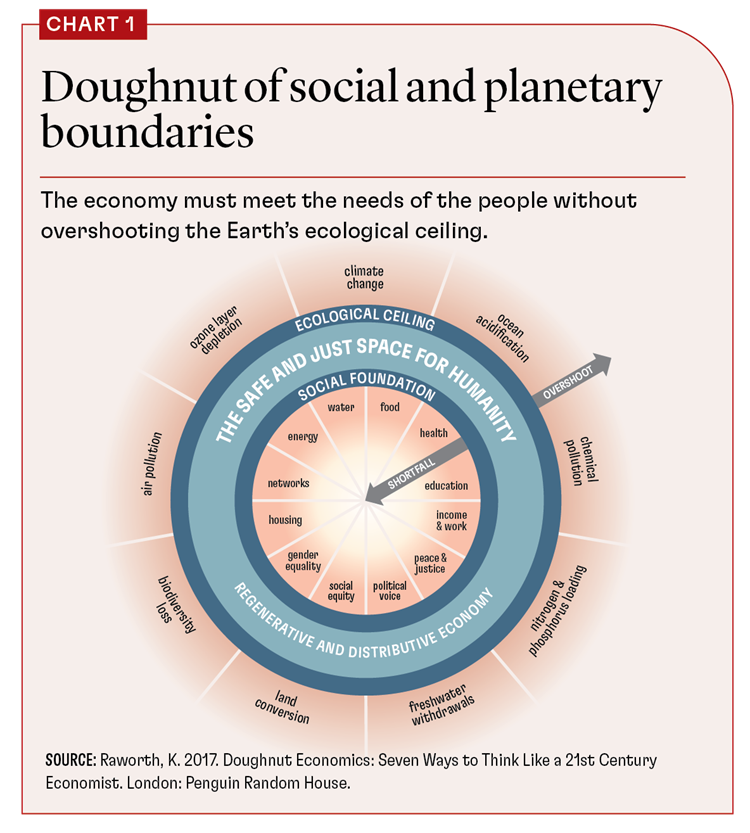 CHART 1
Doughnut of social and planetary
boundaries
The economy must meet the needs of the people without
overshooting the Earth's ecological ceiling.
climate
change
ocean
acidification
chemical
pollution
nitrogen &
phosphorus loading
freshwater
withdrawals
land
conversion
biodiversity
loss
air pollution
ozone layer
depletion
OVERSHOOT
ECOLOGICAL CEILING
THE SAFE AND JUST SPACE FOR HUMANITY
SOCIAL FOUNDATION
water
food
health
SHORTFALL
education
income
& work
peace &
justice
political
voice
social
equity
gender
equality
housing
networks
energy
REGENERATIVE AND DISTRIBUTIVE ECONOMY
SOURCE: Raworth, K. 2017. Doughnut Economics: Seven Ways to Think Like a 21st Century
Economist. London: Penguin Random House.